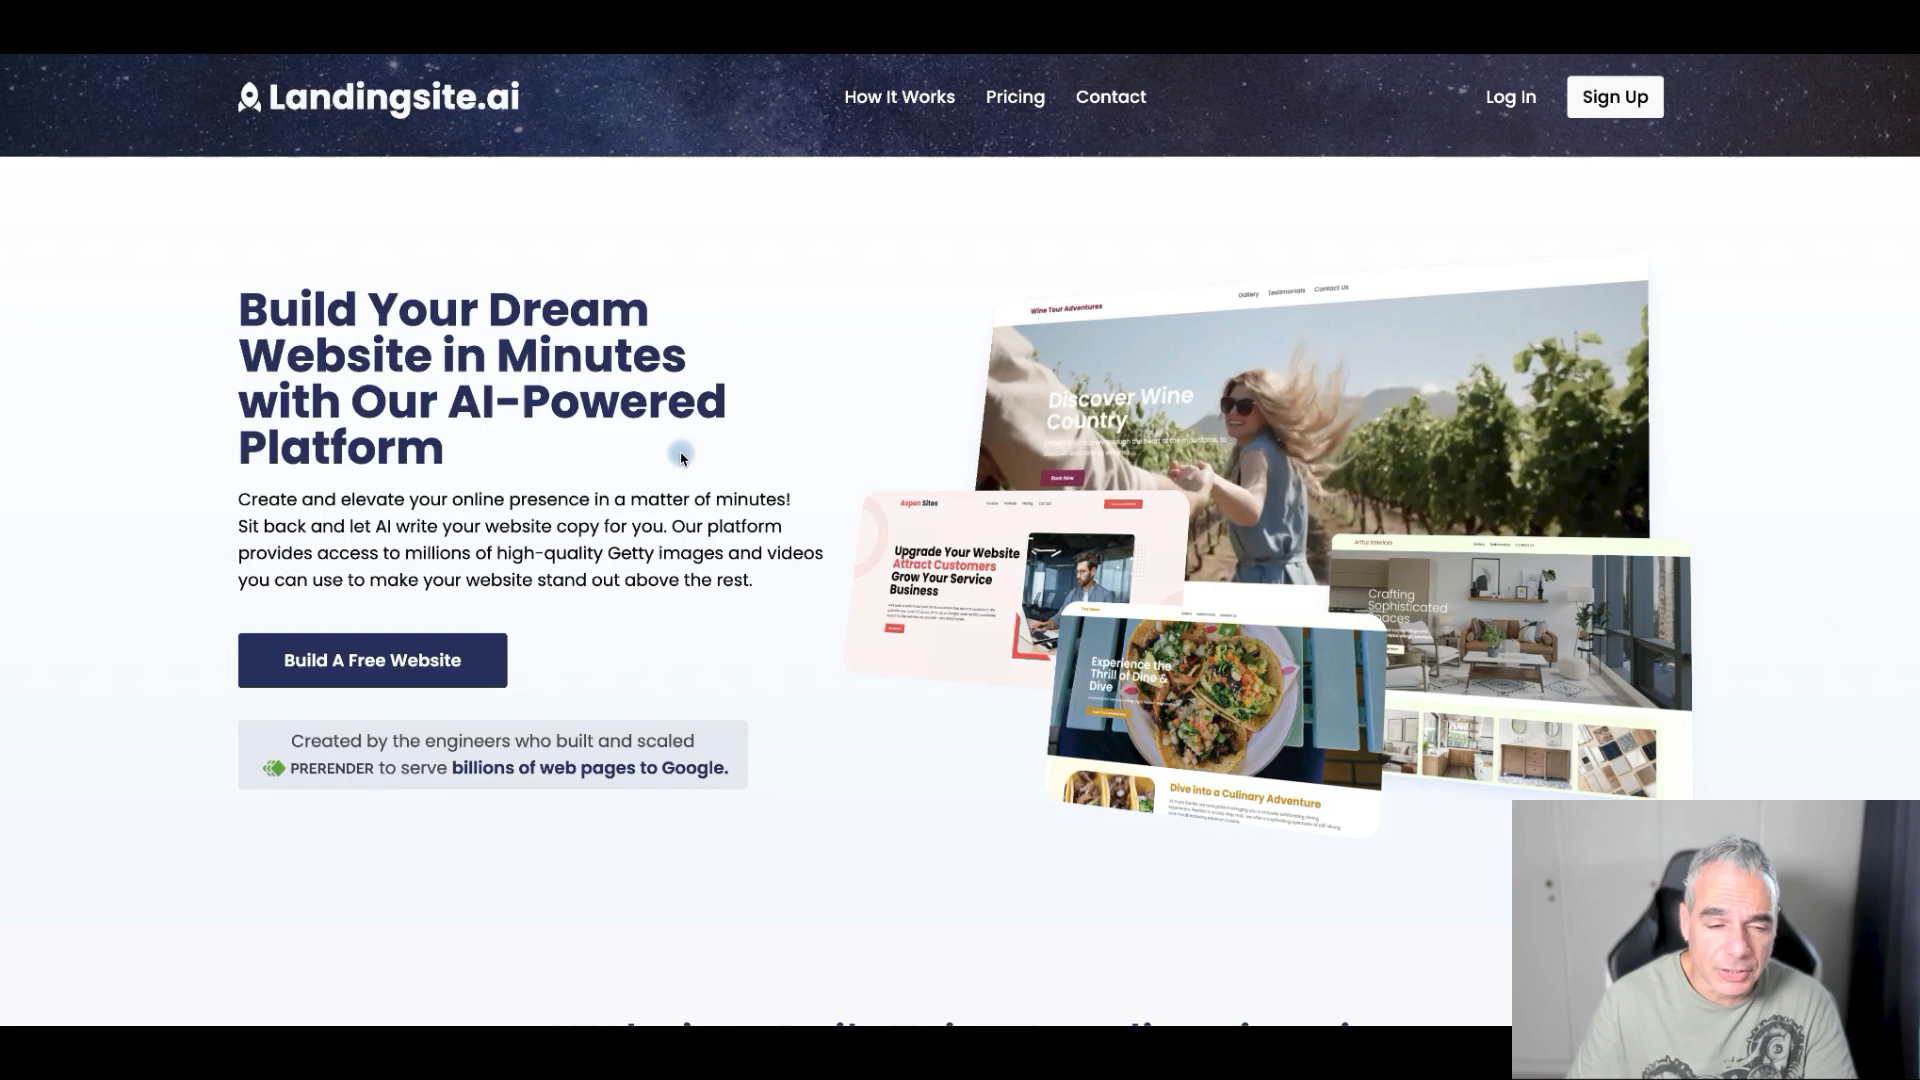 Landingsite.ai
How It Works
Pricing
Contact
Log In
Sign Up
Build Your Dream
Website in Minutes
with Our AI-Powered
Platform
Create and elevate your online presence in a matter of minutes!
Sit back and let AI write your website copy for you. Our platform
provides access to millions of high-quality Getty images and videos
you can use to make your website stand out above the rest.
Build A Free Website
Created by the engineers who built and scaled
PRERENDER to serve billions of web pages to Google.
Wine Tour Adventures
Gallery
Testimonials
Contact Us
Discover Wine
Country
Book Now
Aspen Sites
Upgrade Your Website
Attract Customers
Grow Your Service
Business
Artful Interiors
Crafting
Sophisticated
Spaces
Experience the
Thrill of Dine &
Dive
Dive into a Culinary Adventure